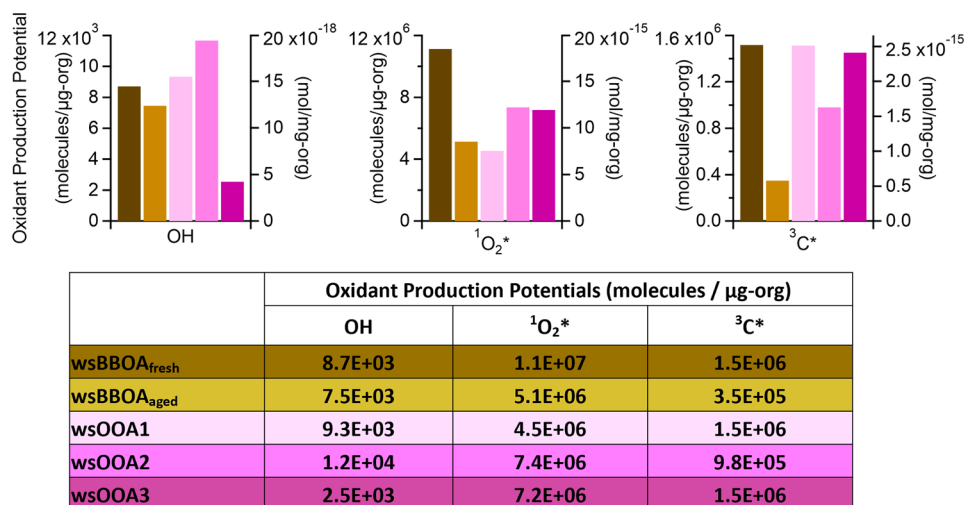 Oxidant Production Potential
(molecules/µg-org)
12 x10³
10
8
6
4
2
0
20 x10⁻¹⁸
15
10
5
0
(mol/mg-org)
OH
(molecules/µg-org)
12 x10⁶
8
4
0
20 x10⁻¹⁵
15
10
5
0
(mol/mg-org)
¹O₂*
(molecules/µg-org)
1.6 x10⁶
1.2
0.8
0.4
0.0
2.5 x10⁻¹⁵
2.0
1.5
1.0
0.5
0.0
(mol/mg-org)
³C*
Oxidant Production Potentials (molecules / µg-org)
OH ¹O₂* ³C*
wsBBOAfresh 8.7E+03 1.1E+07 1.5E+06
wsBBOAaged 7.5E+03 5.1E+06 3.5E+05
wsOOA1 9.3E+03 4.5E+06 1.5E+06
wsOOA2 1.2E+04 7.4E+06 9.8E+05
wsOOA3 2.5E+03 7.2E+06 1.5E+06